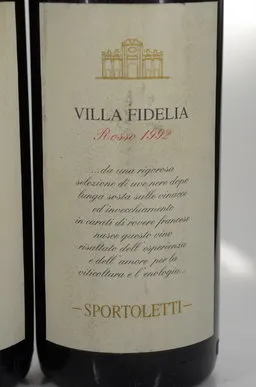 VILLA FIDELIA
Rosso 1992
...da una rigorosa
selezione di uve nere dopo
lunga sosta sulle vinacce
ed invecchiamento
in carati di rovere francese
nasce questo vino
risultato dell'esperienza
e dell'amore per la
viticoltura e l'enologia...
-SPORTOLETTI-